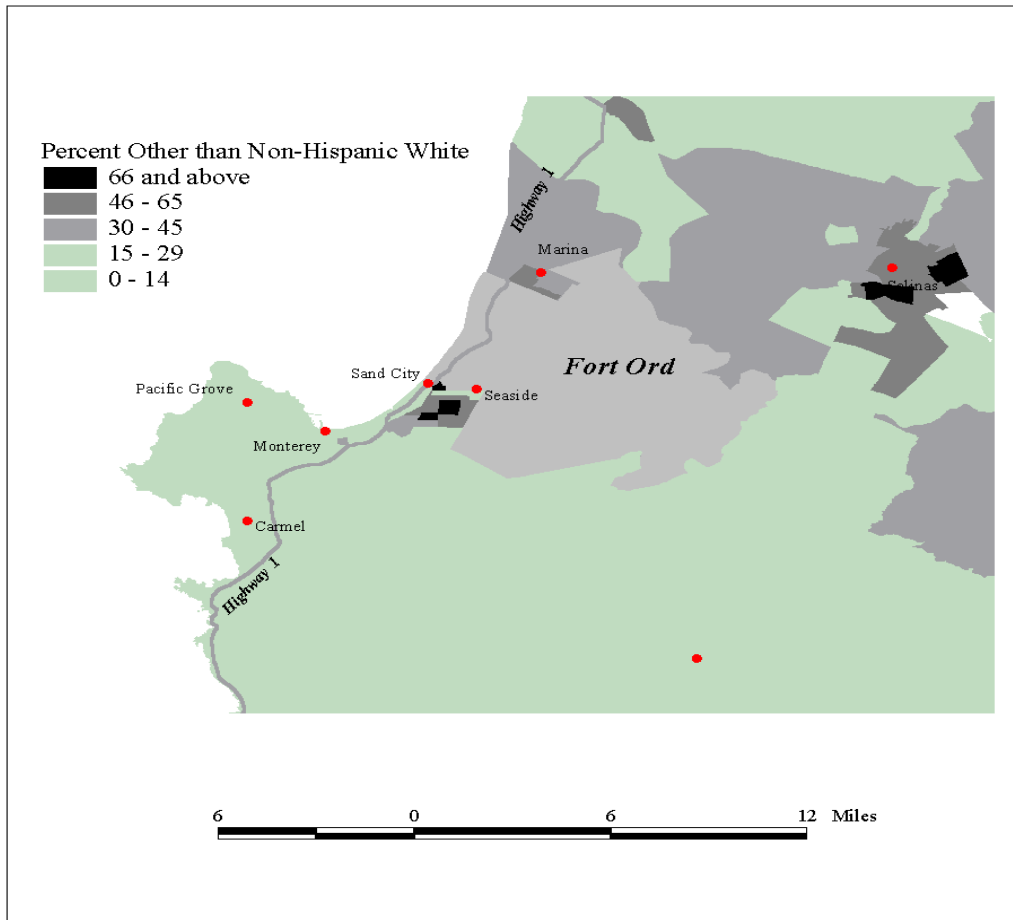 Percent Other than Non-Hispanic White
66 and above
46 - 65
30 - 45
15 - 29
0 - 14
Highway 1
Marina
Salinas
Fort Ord
Sand City
Pacific Grove
Seaside
Monterey
Carmel
Highway 1
6 0 6 12 Miles